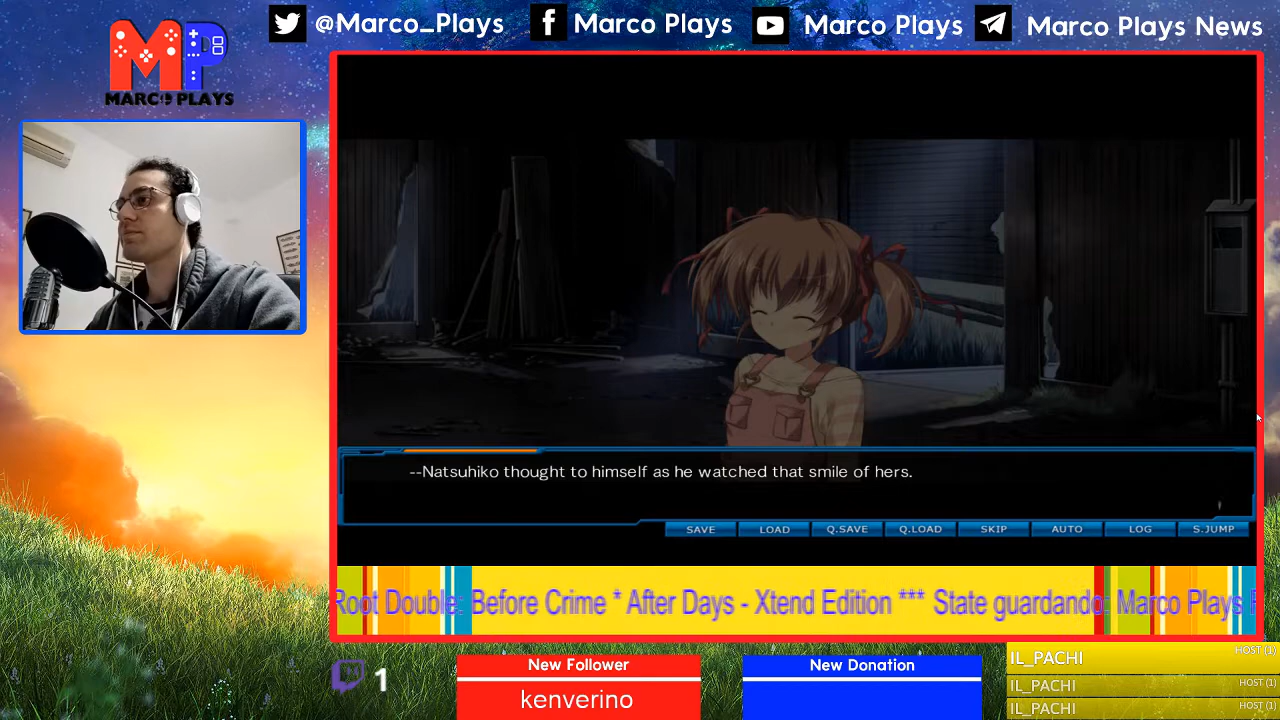 @Marco_Plays
Marco Plays
Marco Plays
Marco Plays News
MP
MARCO PLAYS
--Natsuhiko thought to himself as he watched that smile of hers.
SAVE
LOAD
Q.SAVE
Q.LOAD
SKIP
AUTO
LOG
S.JUMP
Root Double: Before Crime * After Days - Xtend Edition *** State guardando: Marco Plays
1
New Follower
kenverino
New Donation
IL_PACHI HOST (1)
IL_PACHI HOST (1)
IL_PACHI HOST (1)